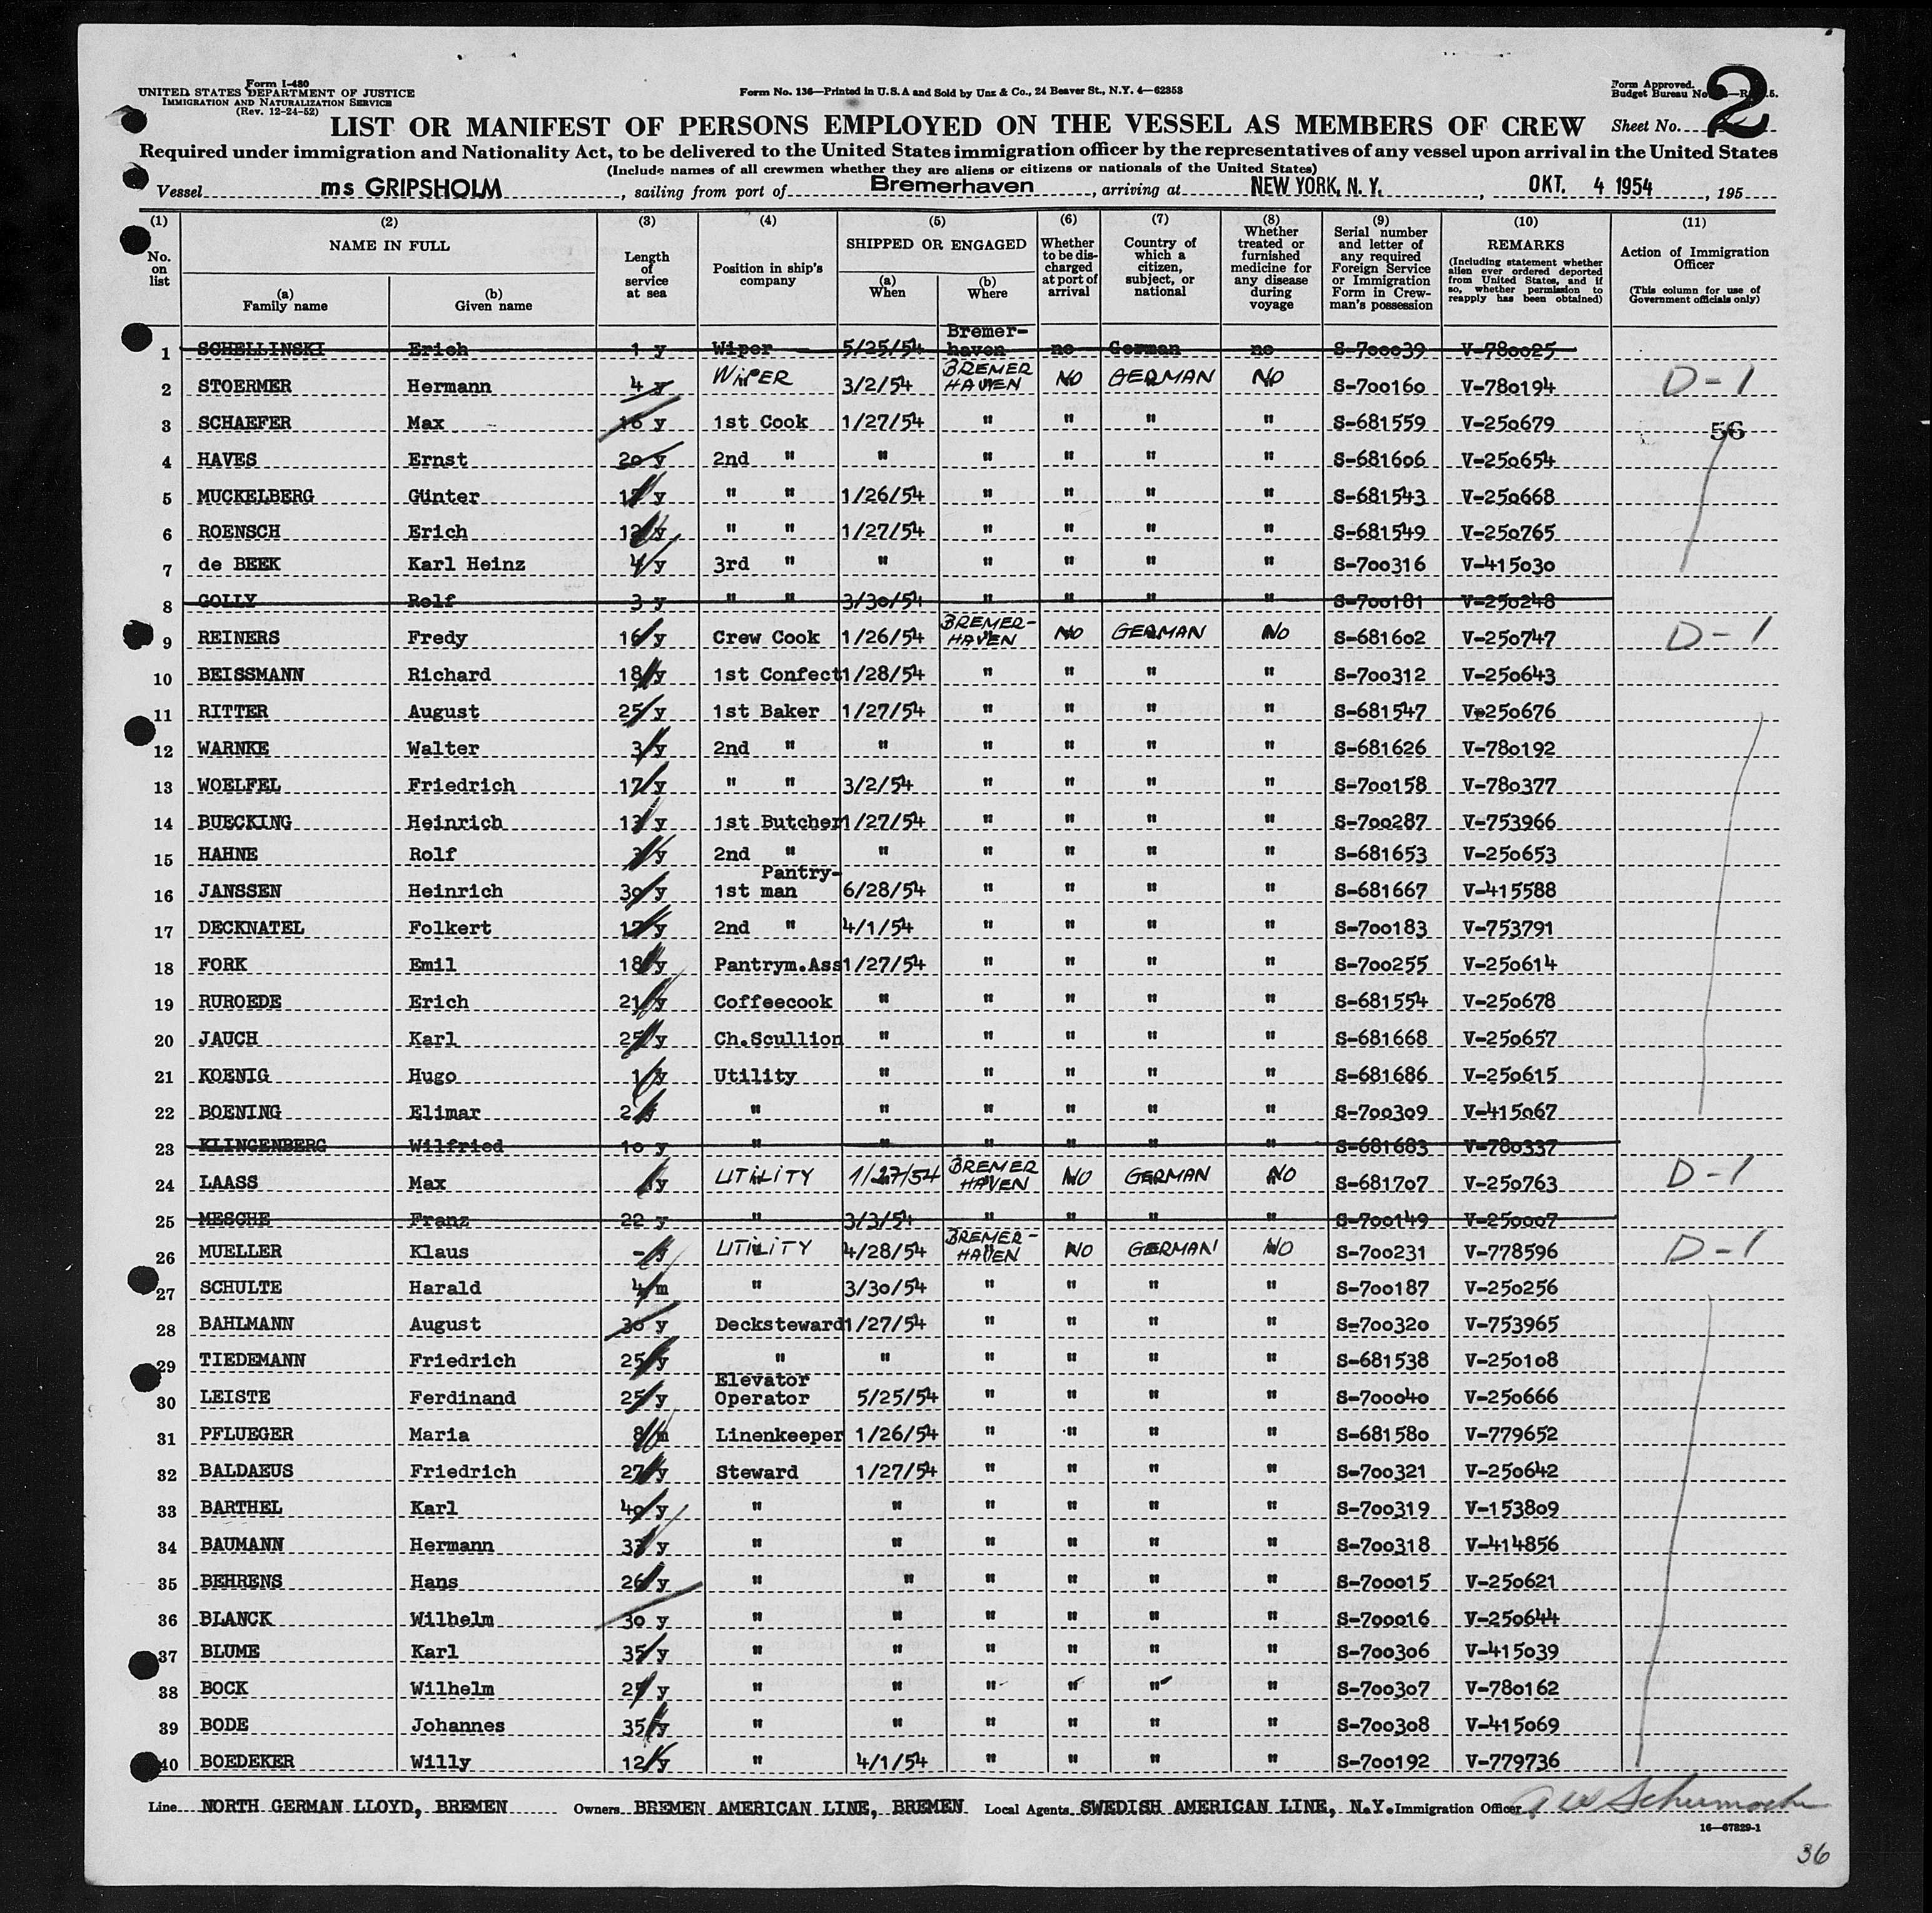 Form I-480
UNITED STATES DEPARTMENT OF JUSTICE
IMMIGRATION AND NATURALIZATION SERVICE
(Rev. 12-24-52)
Form No. 136—Printed in U.S.A and Sold by Unz & Co., 24 Beaver St., N.Y. 4—62353
Form Approved.
Budget Bureau No.
LIST OR MANIFEST OF PERSONS EMPLOYED ON THE VESSEL AS MEMBERS OF CREW
Sheet No. 2
Required under immigration and Nationality Act, to be delivered to the United States immigration officer by the representatives of any vessel upon arrival in the United States
(Include names of all crewmen whether they are aliens or citizens or nationals of the United States)
Vessel ms GRIPSHOLM, sailing from port of Bremerhaven, arriving at NEW YORK, N. Y., OKT. 4 1954, 195
(1) No. on list
(2) NAME IN FULL (a) Family name (b) Given name
(3) Length of service at sea
(4) Position in ship's company
(5) SHIPPED OR ENGAGED (a) When (b) Where
(6) Whether to be discharged at port of arrival
(7) Country of which a citizen, subject, or national
(8) Whether treated or furnished medicine for any disease during voyage
(9) Serial number and letter of any required Foreign Service or Immigration Form in Crewman's possession
(10) REMARKS (Including statement whether alien ever ordered deported from United States, and if so, whether permission to reapply has been obtained)
(11) Action of Immigration Officer (This column for use of Government officials only)
1 SCHELLINSKI Erich 1 y Wiper 5/25/54 Bremerhaven no German no S-700039 V-780025
2 STOERMER Hermann 4 y WIPER 3/2/54 BREMER HAVEN NO GERMAN NO S-700160 V-780194 D-1
3 SCHAEFER Max 16 y 1st Cook 1/27/54 " " " " S-681559 V-250679 56
4 HAVES Ernst 20 y 2nd " " " " " " S-681606 V-250654
5 MUCKELBERG Günter y " " 1/26/54 " " " " S-681543 V-250668
6 ROENSCH Erich 12 y " " 1/27/54 " " " " S-681549 V-250765
7 de BEEK Karl Heinz 4 y 3rd " " " " " " S-700316 V-415030
8 GOLLY Rolf 3 y " " 3/30/54 " " " " S-700181 V-250248
9 REINERS Fredy 16 y Crew Cook 1/26/54 BREMER-HAVEN NO GERMAN NO S-681602 V-250747 D-1
10 BEISSMANN Richard 18 y 1st Confect 1/28/54 " " " " S-700312 V-250643
11 RITTER August 25 y 1st Baker 1/27/54 " " " " S-681547 V-250676
12 WARNKE Walter 3 y 2nd " " " " " " S-681626 V-780192
13 WOELFEL Friedrich 17 y " " 3/2/54 " " " " S-700158 V-780377
14 BUECKING Heinrich 13 y 1st Butcher 1/27/54 " " " " S-700287 V-753966
15 HAHNE Rolf y 2nd " " " " " " S-681653 V-250653
16 JANSSEN Heinrich 30 y 1st Pantry-man 6/28/54 " " " " S-681667 V-415588
17 DECKNATEL Folkert y 2nd " 4/1/54 " " " " S-700183 V-753791
18 FORK Emil 18 y Pantrym.Ass 1/27/54 " " " " S-700255 V-250614
19 RUROEDE Erich 21 y Coffeecook " " " " " S-681554 V-250678
20 JAUCH Karl 25 y Ch.Scullion " " " " " S-681668 V-250657
21 KOENIG Hugo 1 y Utility " " " " " S-681686 V-250615
22 BOENING Elimar 2 " " " " " " S-700309 V-415067
23 KLINGENBERG Wilfried 10 y " " " " " " S-681683 V-780337
24 LAASS Max y UTILITY 1/27/54 BREMER HAVEN NO GERMAN NO S-681707 V-250763 D-1
25 MESCHE Franz 22 y " 3/3/54 " " " " S-700149 V-250007
26 MUELLER Klaus - y UTILITY 4/28/54 BREMER-HAVEN NO GERMAN NO S-700231 V-778596 D-1
27 SCHULTE Harald 4 m " 3/30/54 " " " " S-700187 V-250256
28 BAHLMANN August 36 y Decksteward 1/27/54 " " " " S-700320 V-753965
29 TIEDEMANN Friedrich 25 y " " " " " " S-681538 V-250108
30 LEISTE Ferdinand 25 y Elevator Operator 5/25/54 " " " " S-700040 V-250666
31 PFLUEGER Maria 8 m Linenkeeper 1/26/54 " " " " S-681580 V-779652
32 BALDAEUS Friedrich 27 y Steward 1/27/54 " " " " S-700321 V-250642
33 BARTHEL Karl 40 y " " " " " " S-700319 V-153809
34 BAUMANN Hermann 33 y " " " " " " S-700318 V-414856
35 BEHRENS Hans 26 y " " " " " " S-700015 V-250621
36 BLANCK Wilhelm 30 y " " " " " " S-700016 V-250644
37 BLUME Karl 35 y " " " " " " S-700306 V-415039
38 BOCK Wilhelm y " " " " " " S-700307 V-780162
39 BODE Johannes 35 y " " " " " " S-700308 V-415069
40 BOEDEKER Willy 12 y " 4/1/54 " " " " S-700192 V-779736
Line NORTH GERMAN LLOYD, BREMEN Owners BREMEN AMERICAN LINE, BREMEN Local Agents SWEDISH AMERICAN LINE, N.Y. Immigration Officer
16—67829-1
36